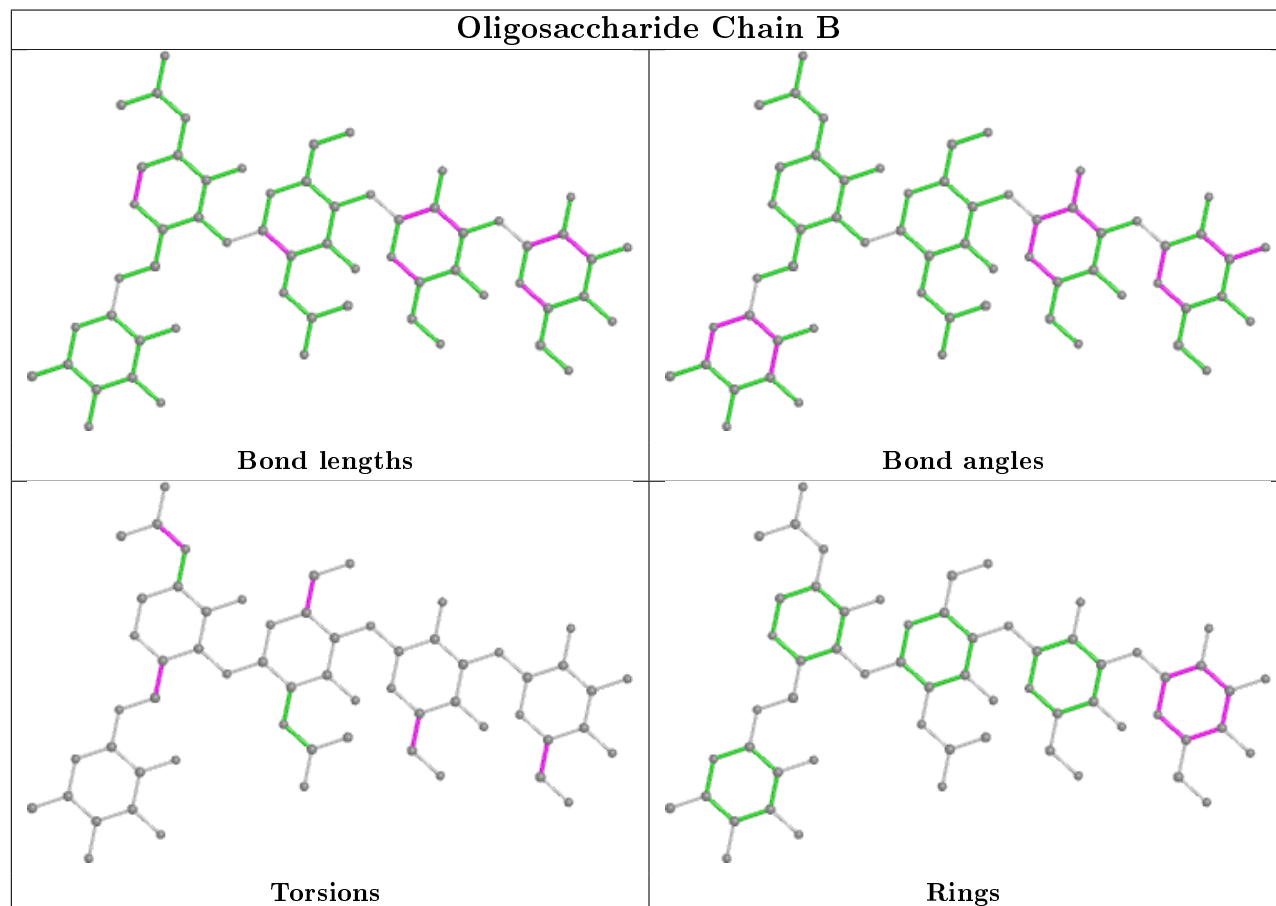 Oligosaccharide Chain B
Bond lengths
Bond angles
Torsions
Rings